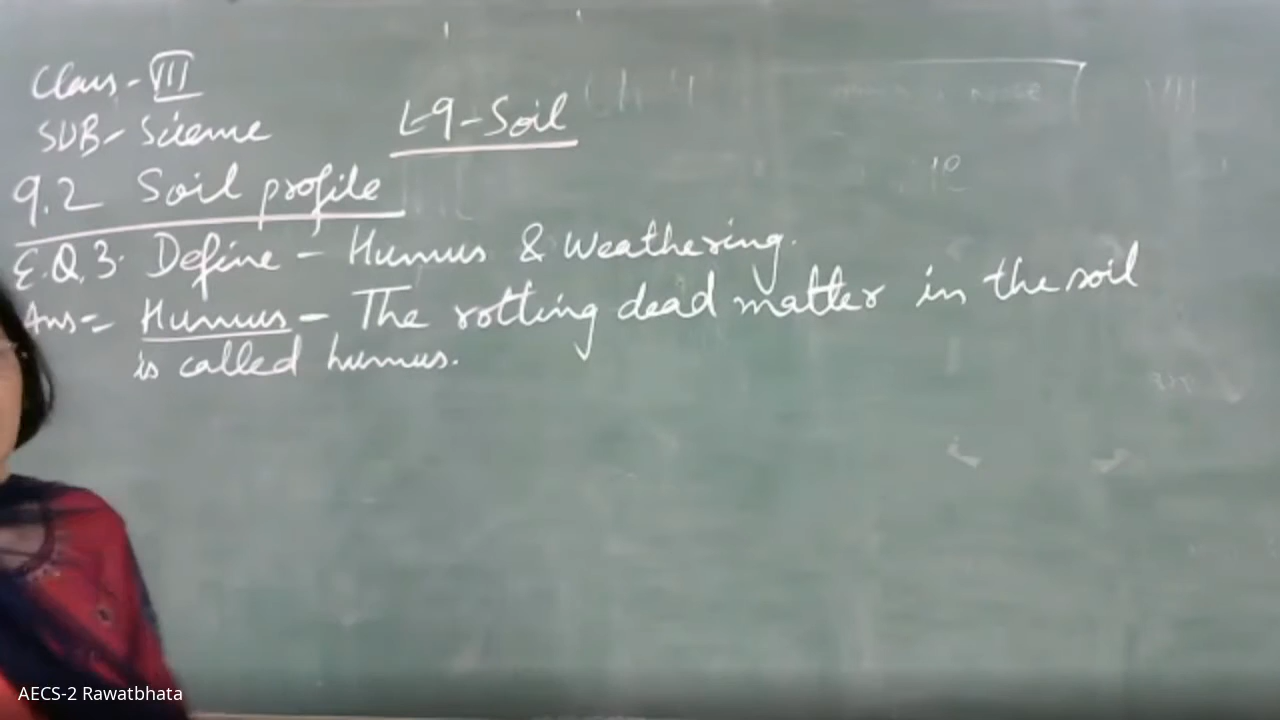 Class - VII
SUB - Science
L-9 - Soil
9.2 Soil profile
E.Q.3. Define - Humus & Weathering.
Ans - Humus - The rotting dead matter in the soil
is called humus.
AECS-2 Rawatbhata